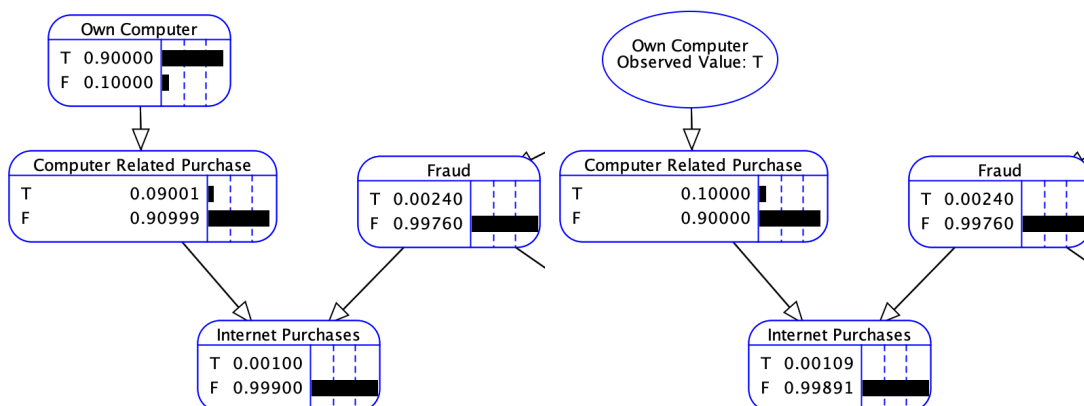 Own Computer
T 0.90000
F 0.10000
Computer Related Purchase
T 0.09001
F 0.90999
Fraud
T 0.00240
F 0.99760
Internet Purchases
T 0.00100
F 0.99900
Own Computer
Observed Value: T
Computer Related Purchase
T 0.10000
F 0.90000
Fraud
T 0.00240
F 0.99760
Internet Purchases
T 0.00109
F 0.99891